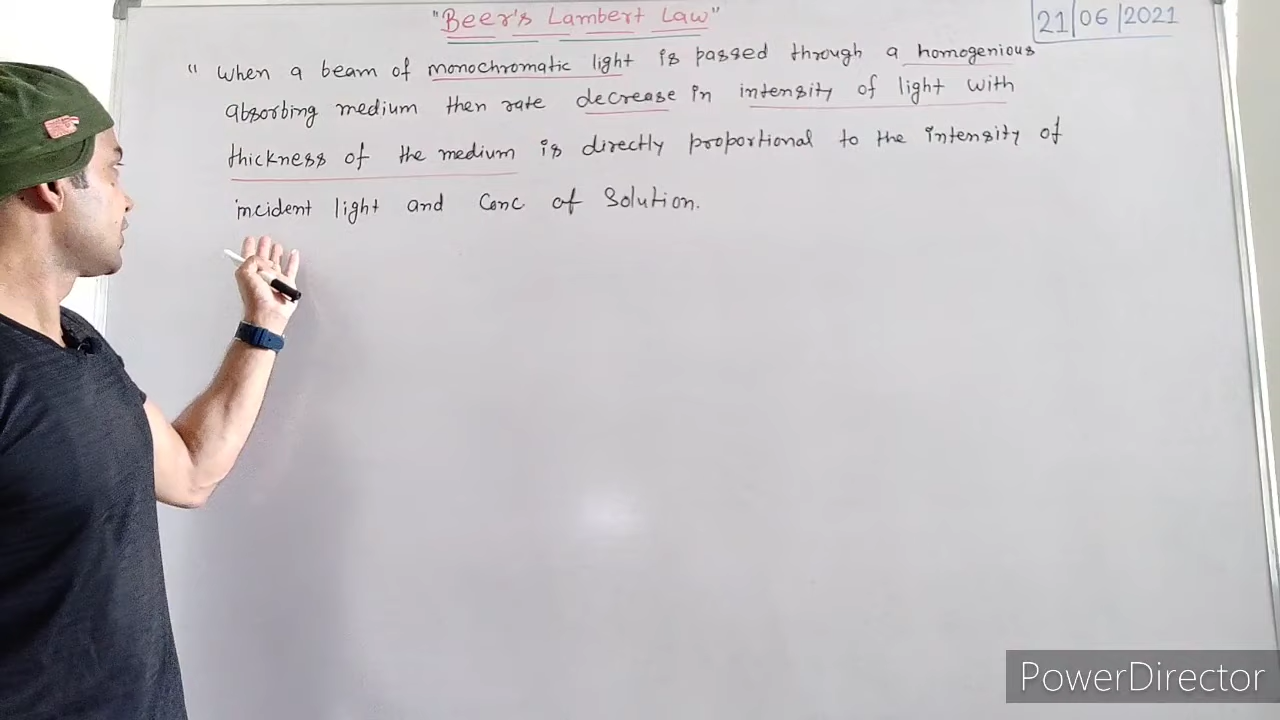 "Beer's Lambert Law"
21/06/2021
" When a beam of monochromatic light is passed through a homogenious
absorbing medium then rate decrease in intensity of light with
thickness of the medium is directly proportional to the intensity of
incident light and Conc of Solution.
PowerDirector